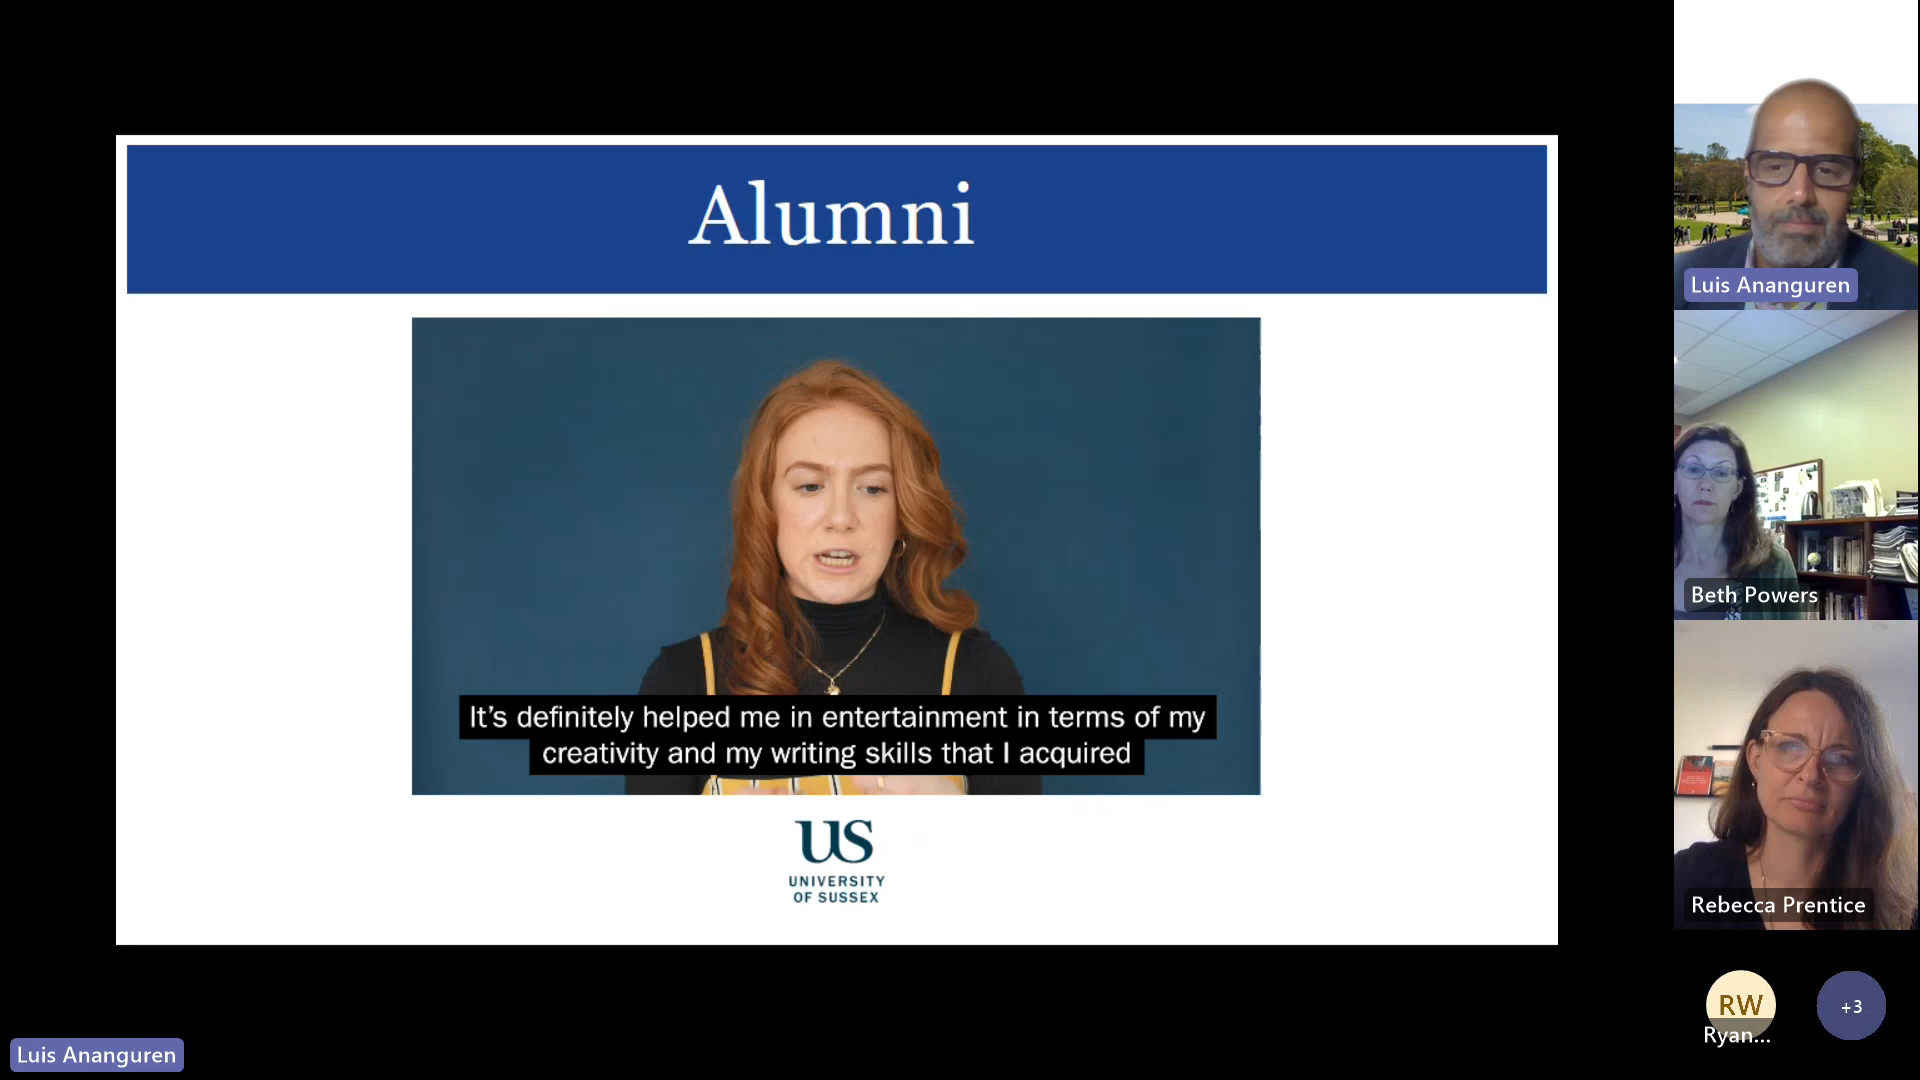 Alumni
It's definitely helped me in entertainment in terms of my
creativity and my writing skills that I acquired
US
UNIVERSITY
OF SUSSEX
Luis Ananguren
Beth Powers
Rebecca Prentice
RW
Ryan...
+3
Luis Ananguren